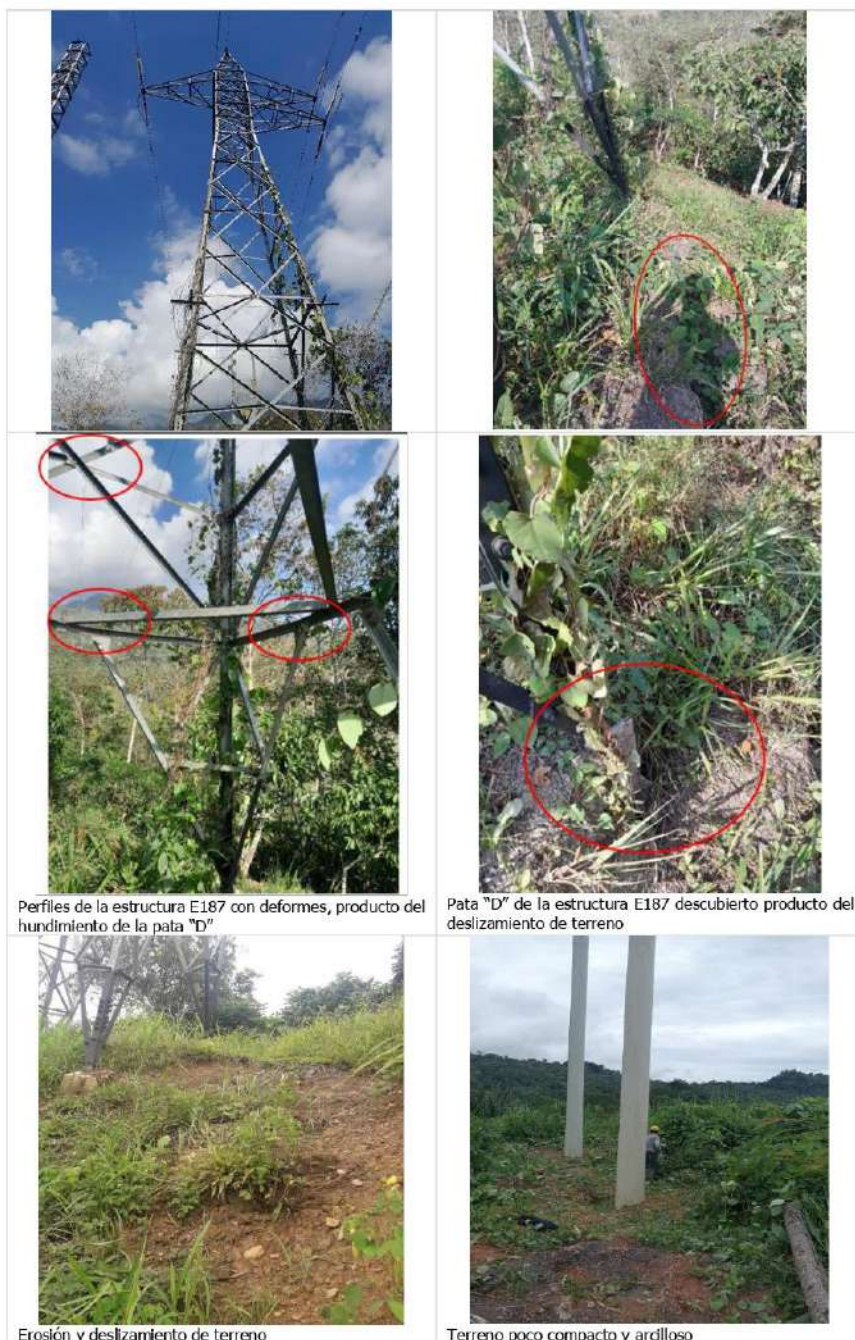 Perfiles de la estructura E187 con deformes, producto del
hundimiento de la pata "D"
Pata "D" de la estructura E187 descubierto producto del
deslizamiento de terreno
Erosión y deslizamiento de terreno
Terreno poco compacto y arcilloso